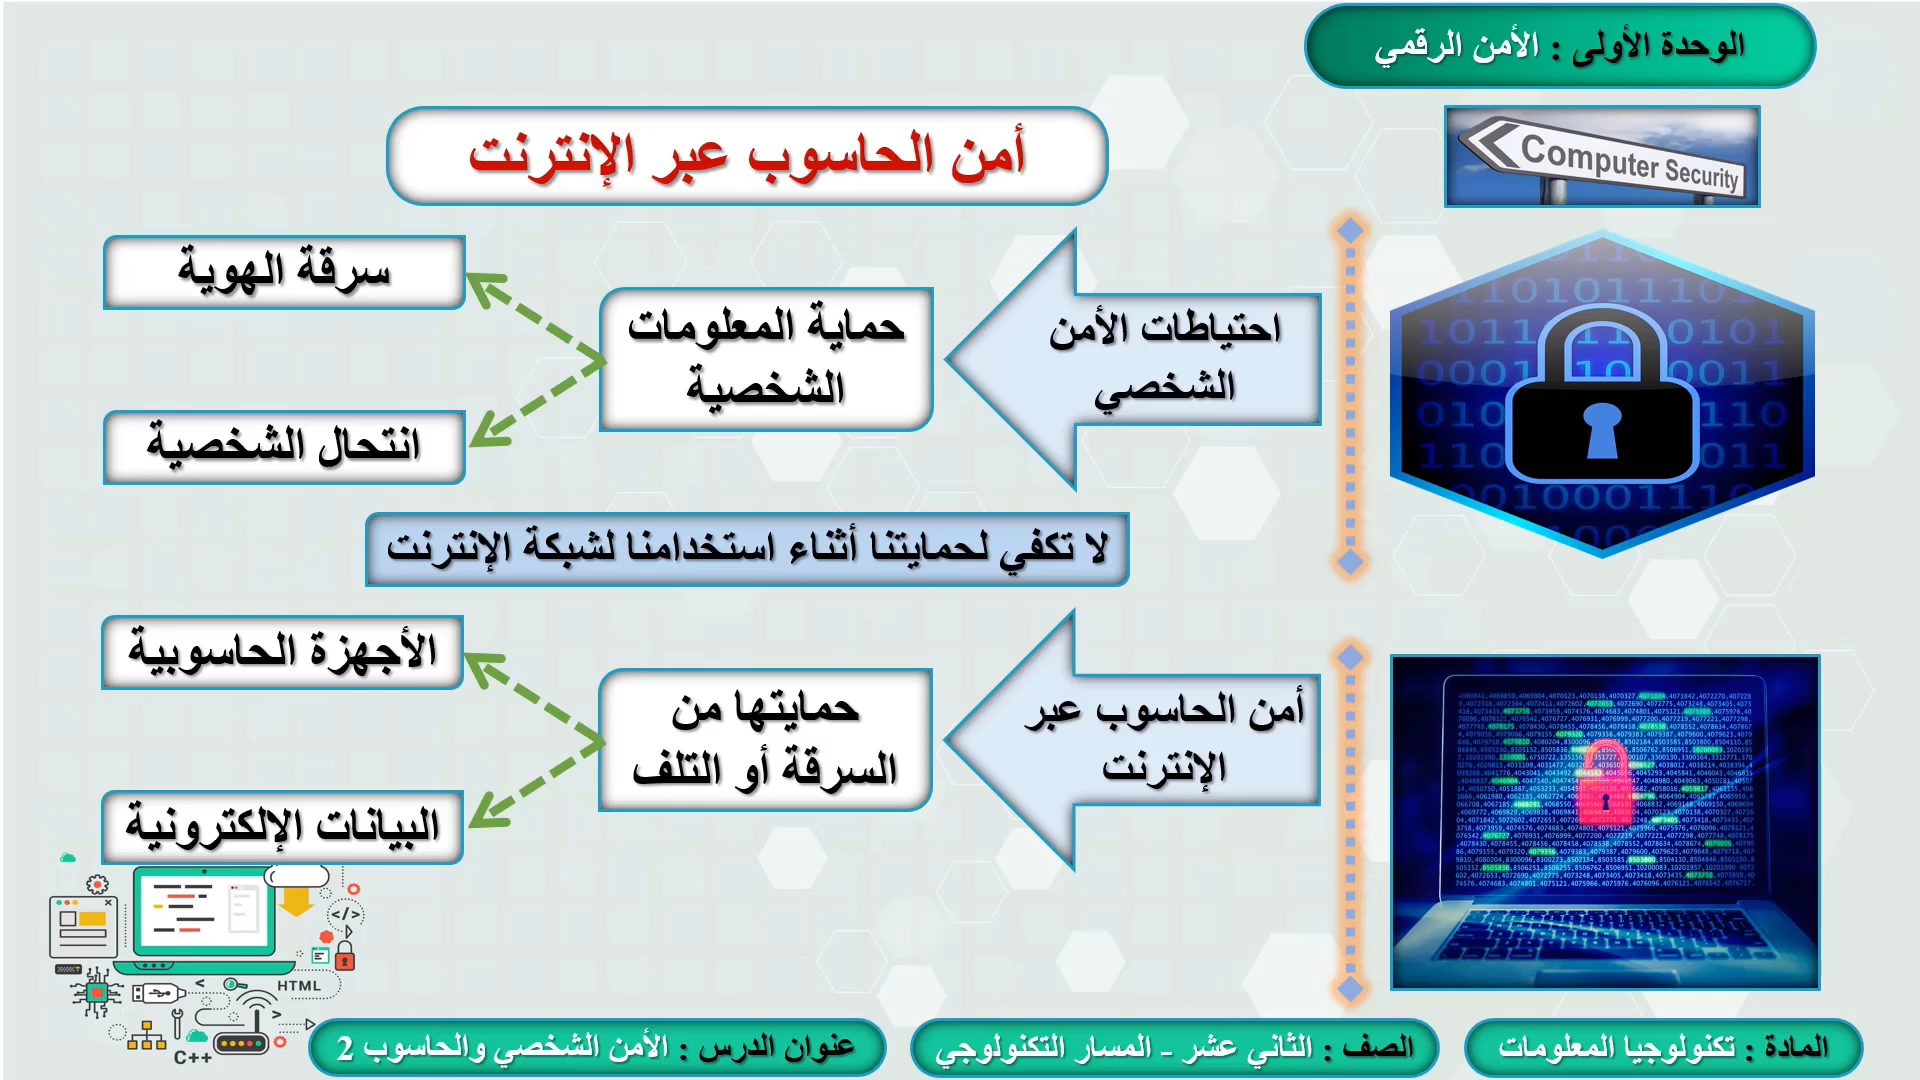 الوحدة الأولى : الأمن الرقمي
Computer Security
أمن الحاسوب عبر الإنترنت
احتياطات الأمن
الشخصي
حماية المعلومات
الشخصية
سرقة الهوية
انتحال الشخصية
لا تكفي لحمايتنا أثناء استخدامنا لشبكة الإنترنت
أمن الحاسوب عبر
الإنترنت
حمايتها من
السرقة أو التلف
الأجهزة الحاسوبية
البيانات الإلكترونية
</>
HTML
C++
المادة : تكنولوجيا المعلومات
الصف : الثاني عشر - المسار التكنولوجي
عنوان الدرس : الأمن الشخصي والحاسوب 2